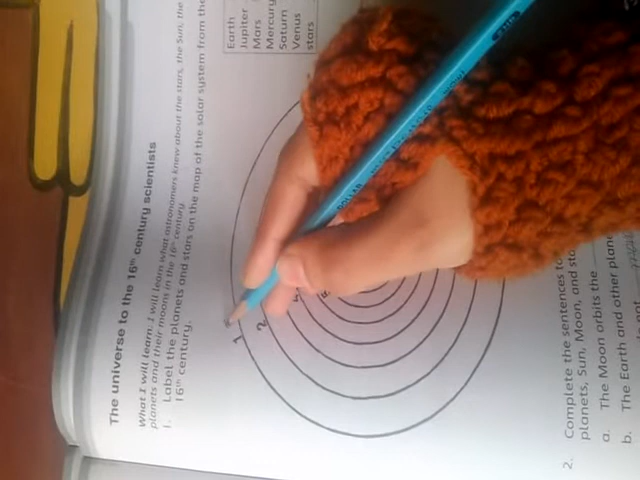 The universe to the 16th century scientists
What I will learn: I will learn what astronomers knew about the stars, the Sun, the
planets and their moons in the 16th century.
1. Label the planets and stars on the map of the solar system from the
16th century.
Earth
Jupiter
Mars
Mercury
Saturn
Venus
stars
1
2
2. Complete the sentences to
planets, Sun, Moon, and
a. The Moon orbits the
b. The Earth and other